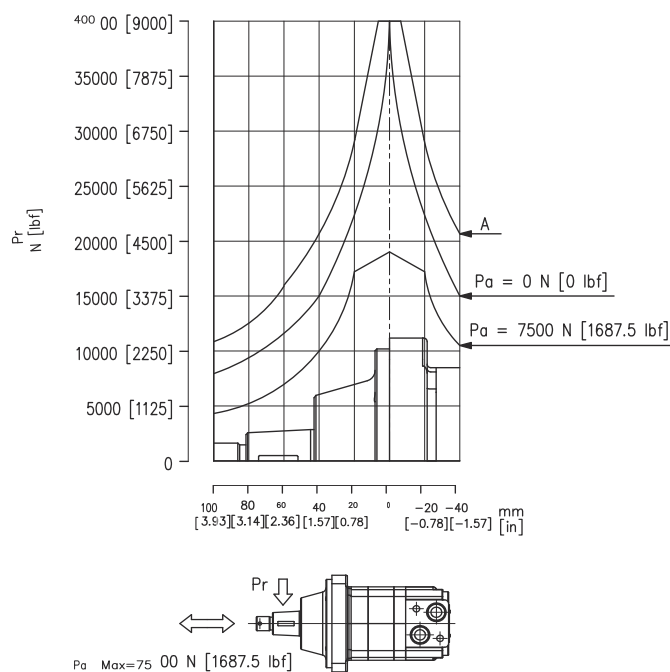 400 00 [9000]
35000 [7875]
30000 [6750]
25000 [5625]
20000 [4500]
15000 [3375]
10000 [2250]
5000 [1125]
0
Pr
N [lbf]
A
Pa = 0 N [0 lbf]
Pa = 7500 N [1687.5 lbf]
100 80 60 40 20 0 -20 -40 mm
[3.93][3.14][2.36] [1.57][0.78] [-0.78][-1.57] [in]
Pr
Pa Max=75 00 N [1687.5 lbf]